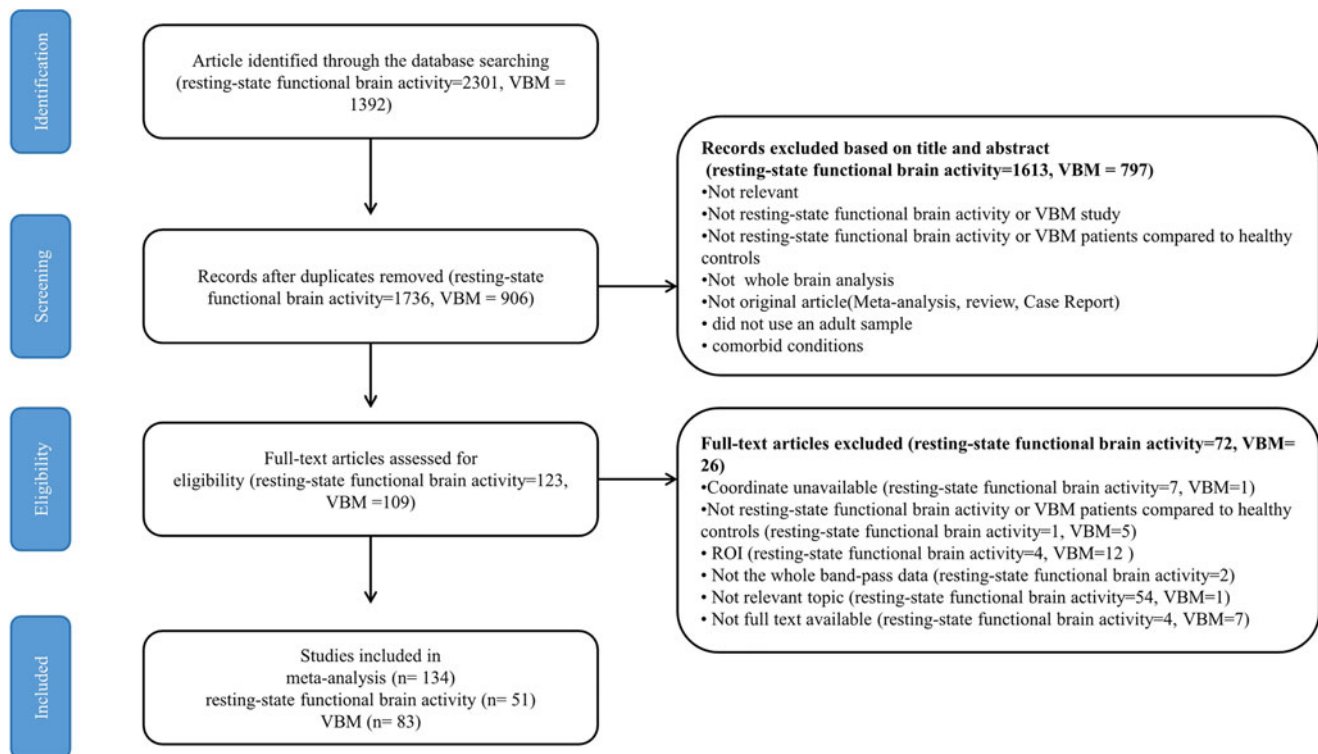 Identification
Article identified through the database searching
(resting-state functional brain activity=2301, VBM =
1392)
Records excluded based on title and abstract
(resting-state functional brain activity=1613, VBM = 797)
•Not relevant
•Not resting-state functional brain activity or VBM study
•Not resting-state functional brain activity or VBM patients compared to healthy
controls
•Not whole brain analysis
•Not original article(Meta-analysis, review, Case Report)
• did not use an adult sample
• comorbid conditions
Screening
Records after duplicates removed (resting-state
functional brain activity=1736, VBM = 906)
Eligibility
Full-text articles assessed for
eligibility (resting-state functional brain activity=123,
VBM =109)
Full-text articles excluded (resting-state functional brain activity=72, VBM=
26)
•Coordinate unavailable (resting-state functional brain activity=7, VBM=1)
•Not resting-state functional brain activity or VBM patients compared to healthy
controls (resting-state functional brain activity=1, VBM=5)
• ROI (resting-state functional brain activity=4, VBM=12 )
• Not the whole band-pass data (resting-state functional brain activity=2)
• Not relevant topic (resting-state functional brain activity=54, VBM=1)
• Not full text available (resting-state functional brain activity=4, VBM=7)
Included
Studies included in
meta-analysis (n= 134)
resting-state functional brain activity (n= 51)
VBM (n= 83)